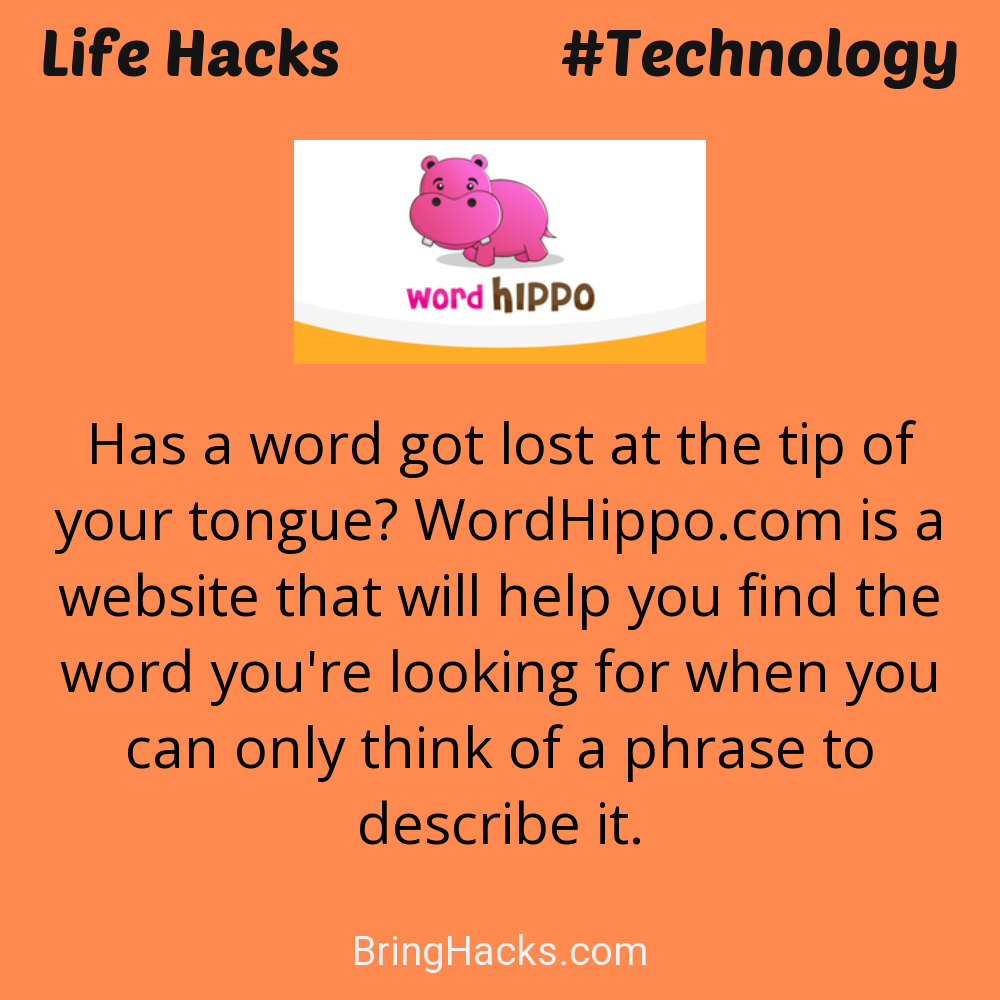 Life Hacks #Technology
word hIPPO
Has a word got lost at the tip of
your tongue? WordHippo.com is a
website that will help you find the
word you're looking for when you
can only think of a phrase to
describe it.
BringHacks.com